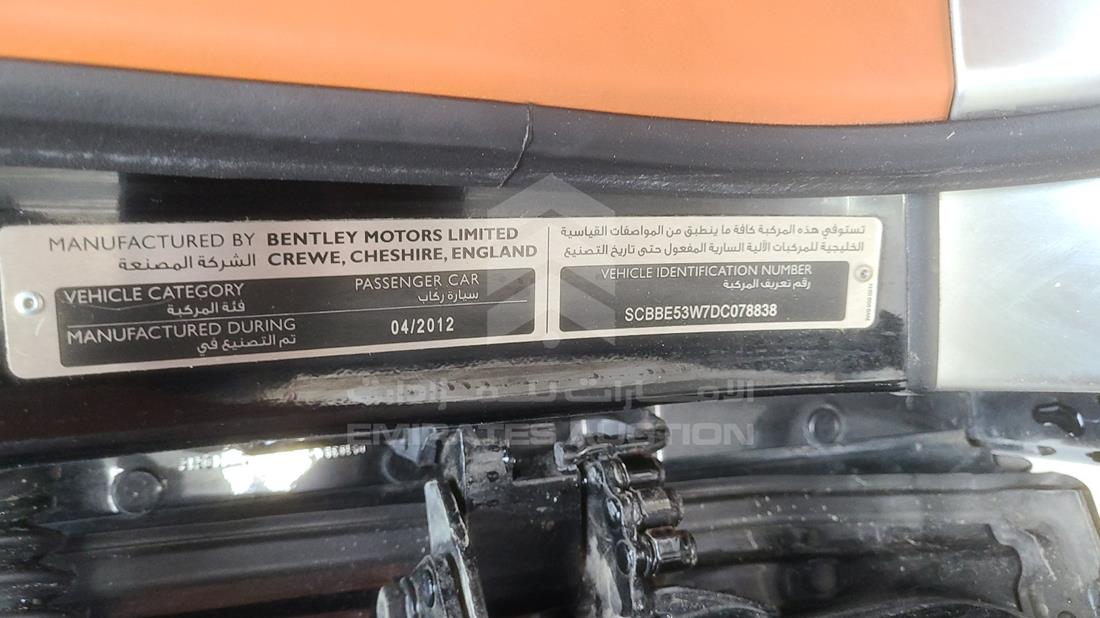 MANUFACTURED BY BENTLEY MOTORS LIMITED
الشركة المصنعة CREWE, CHESHIRE, ENGLAND
VEHICLE CATEGORY PASSENGER CAR
فئة المركبة سيارة ركاب
MANUFACTURED DURING 04/2012
تم التصنيع في
تستوفي هذه المركبة كافة ما ينطبق من المواصفات القياسية
الخليجية للمركبات الآلية السارية المفعول حتى تاريخ التصنيع
VEHICLE IDENTIFICATION NUMBER
رقم تعريف المركبة
SCBBE53W7DC078838
الإمارات للمزادات
EMIRATES AUCTION